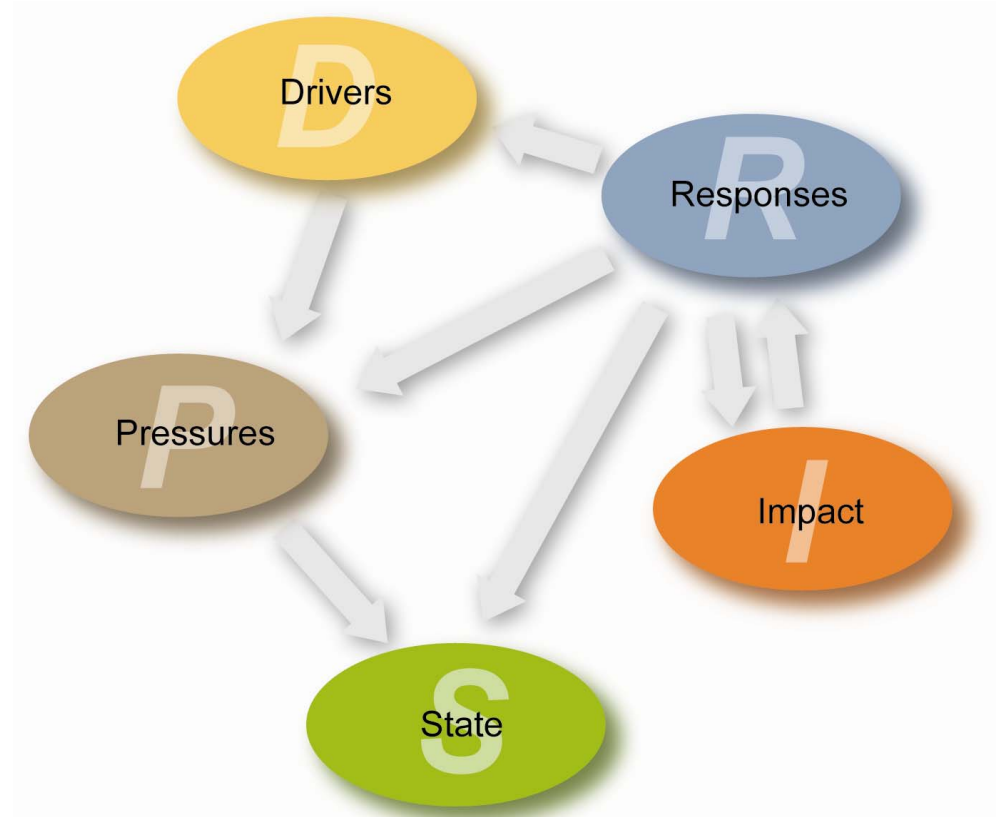 D
Drivers
R
Responses
P
Pressures
I
Impact
S
State